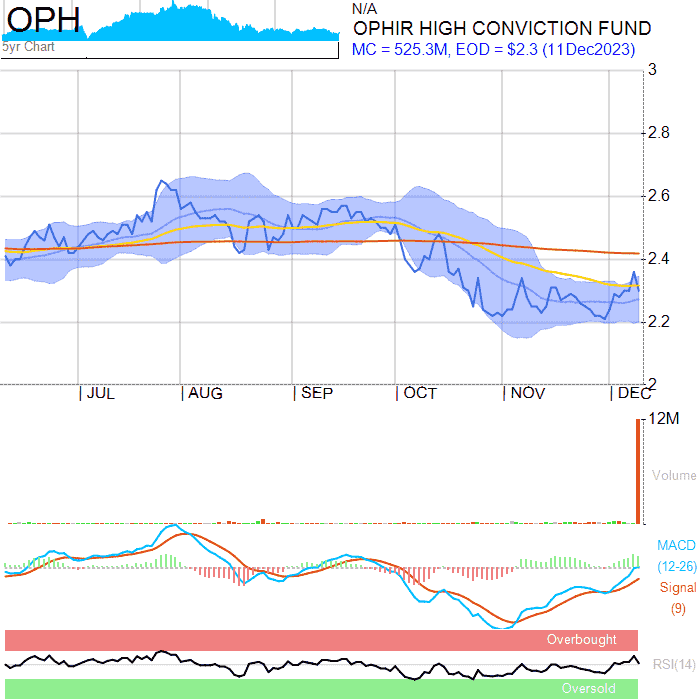 OPH
5yr Chart
N/A
OPHIR HIGH CONVICTION FUND
MC = 525.3M, EOD = $2.3 (11Dec2023)
3
2.8
2.6
2.4
2.2
2
JUL
AUG
SEP
OCT
NOV
DEC
12M
Volume
MACD
(12-26)
Signal
(9)
Overbought
RSI(14)
Oversold